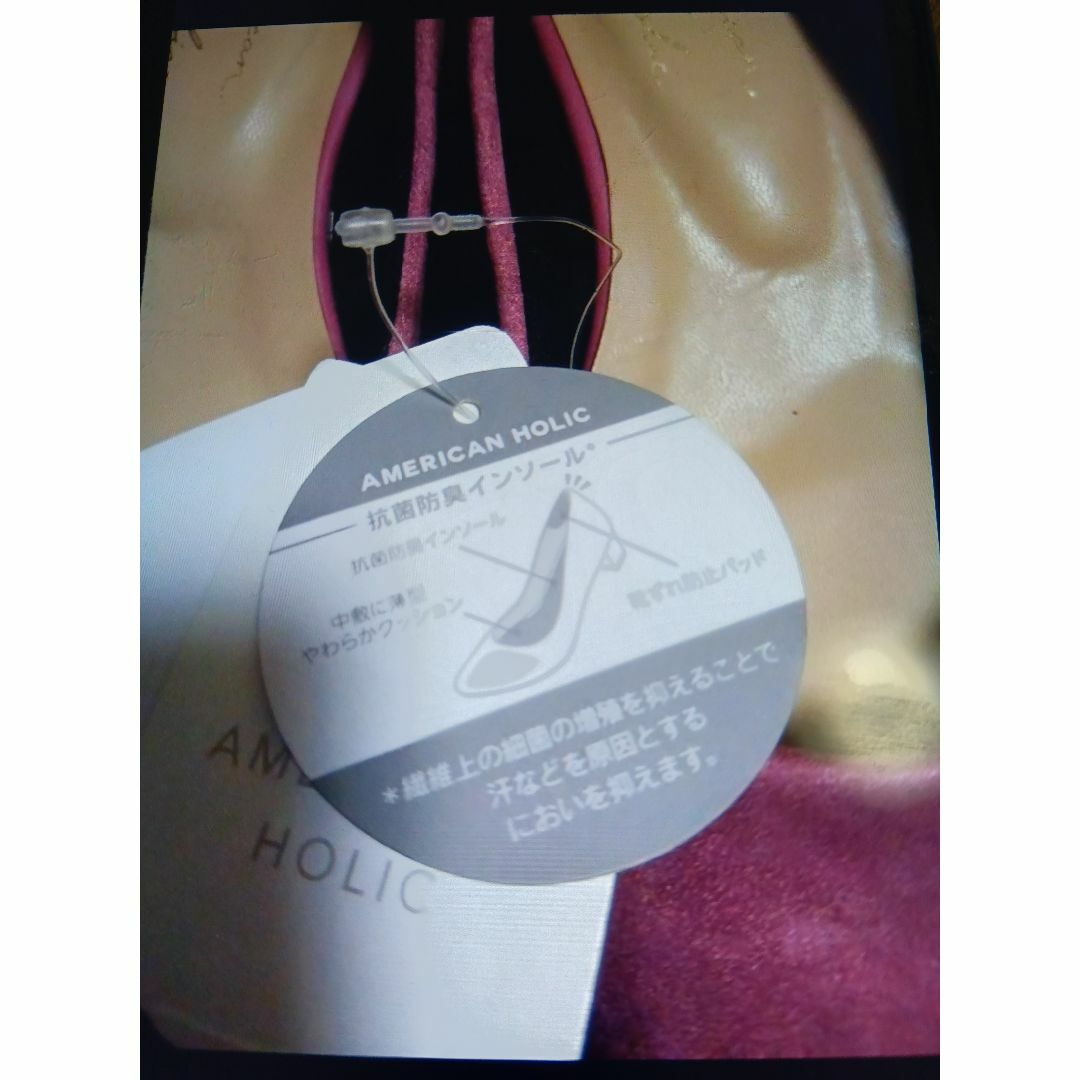 AMERICAN HOLIC
抗菌防臭インソール*
抗菌防臭インソール
中敷に薄型
やわらかクッション
靴ずれ防止パッド
*繊維上の細菌の増殖を抑えることで
汗などを原因とする
においを抑えます。
HOLIC